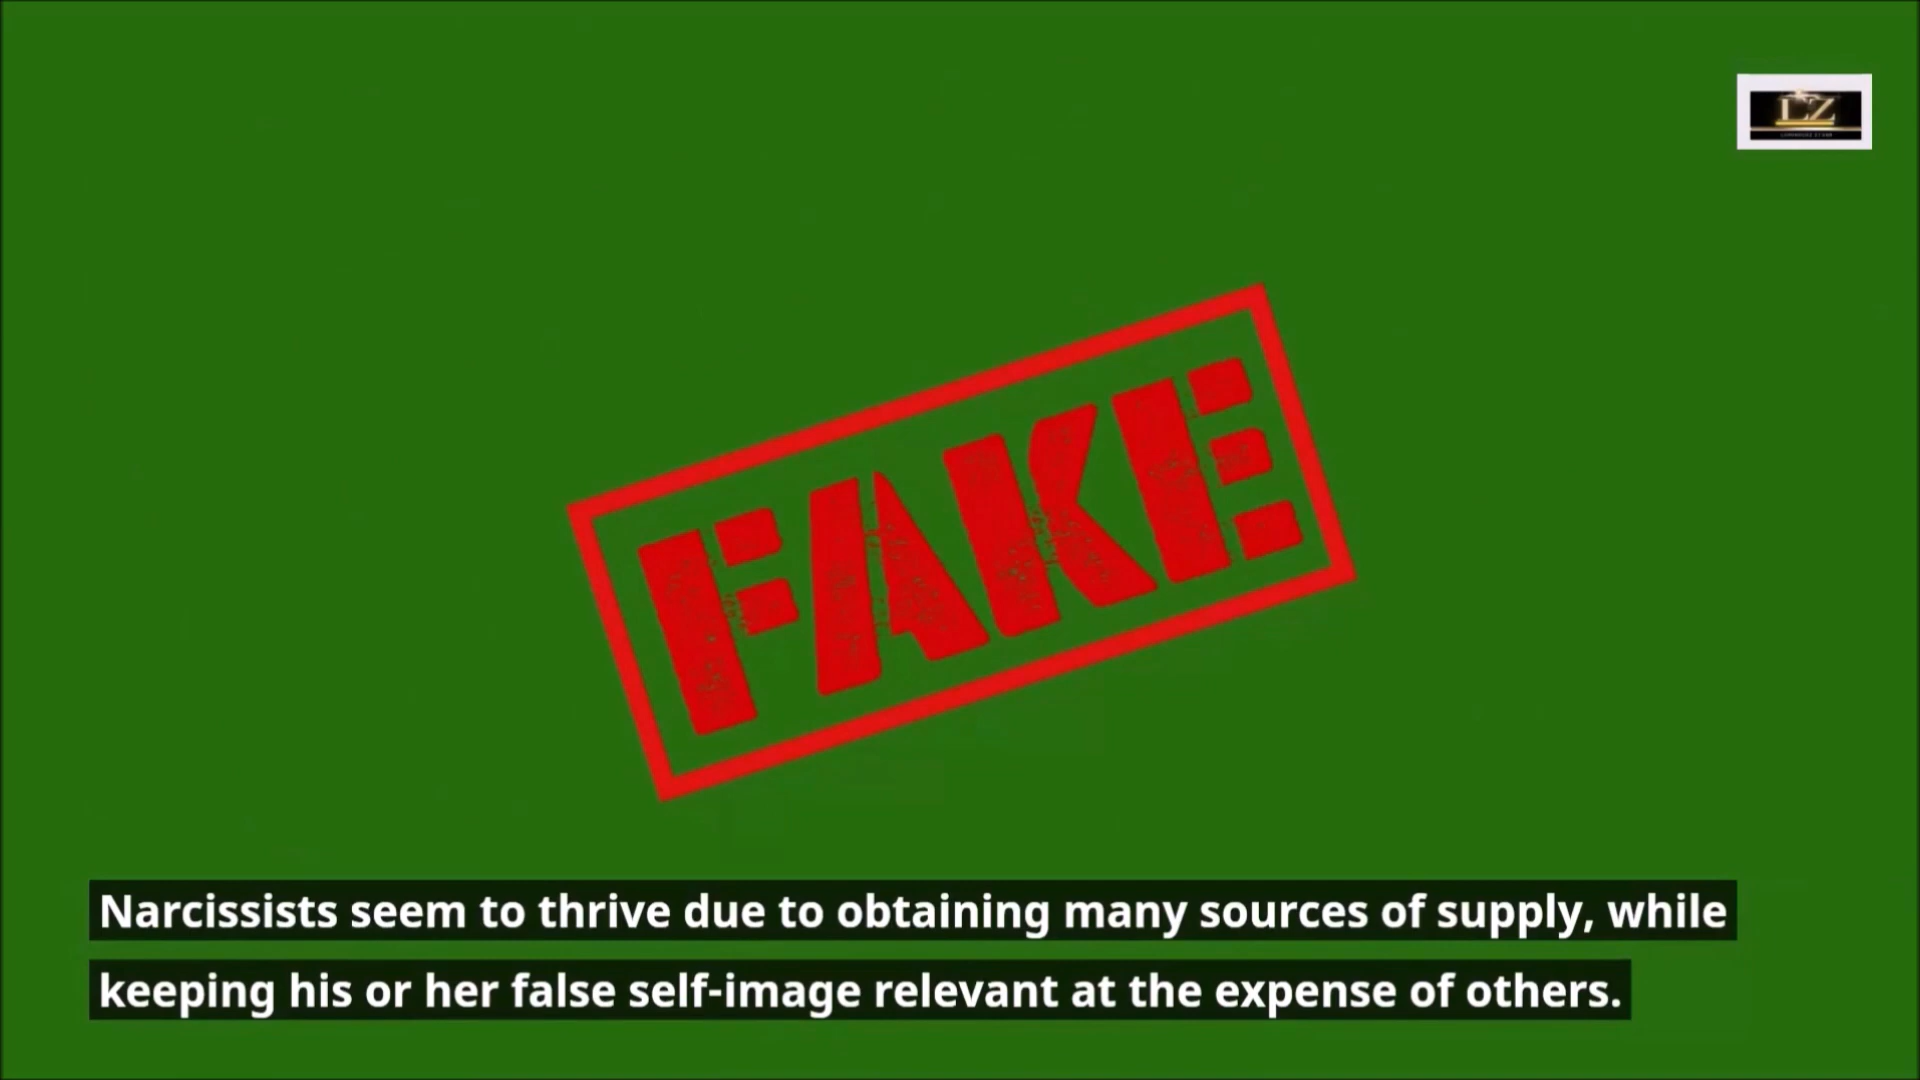 LZ
FAKE
Narcissists seem to thrive due to obtaining many sources of supply, while
keeping his or her false self-image relevant at the expense of others.